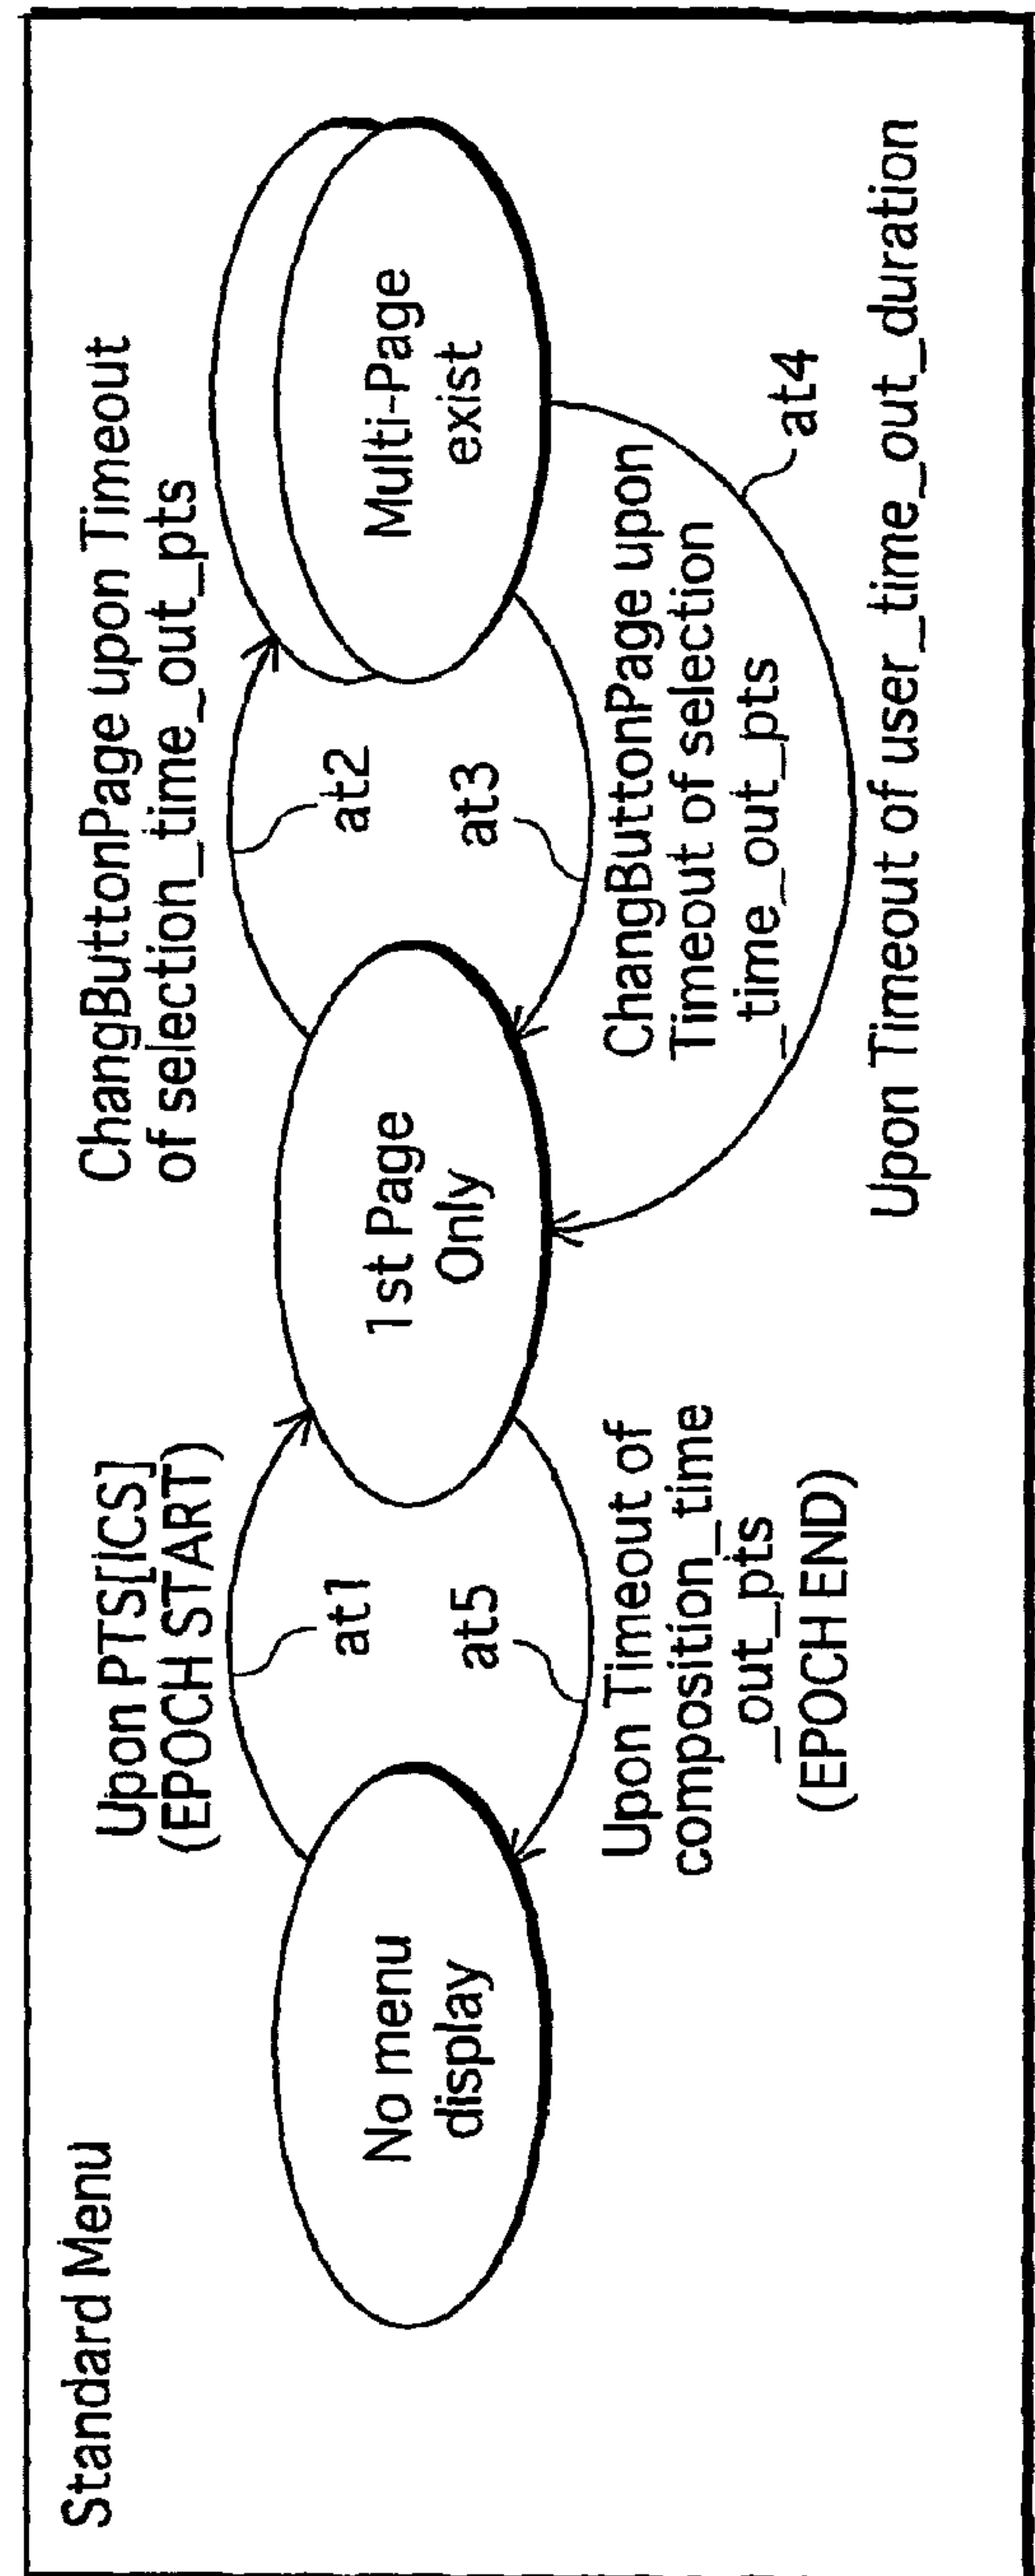 Standard Menu
Upon PTS[ICS]
(EPOCH START)
ChangButtonPage upon Timeout
of selection_time_out_pts
at1
at2
No menu
display
1st Page
Only
Multi-Page
exist
at5
at3
Upon Timeout of
composition_time
_out_pts
(EPOCH END)
ChangButtonPage upon
Timeout of selection
_time_out_pts
at4
Upon Timeout of user_time_out_duration